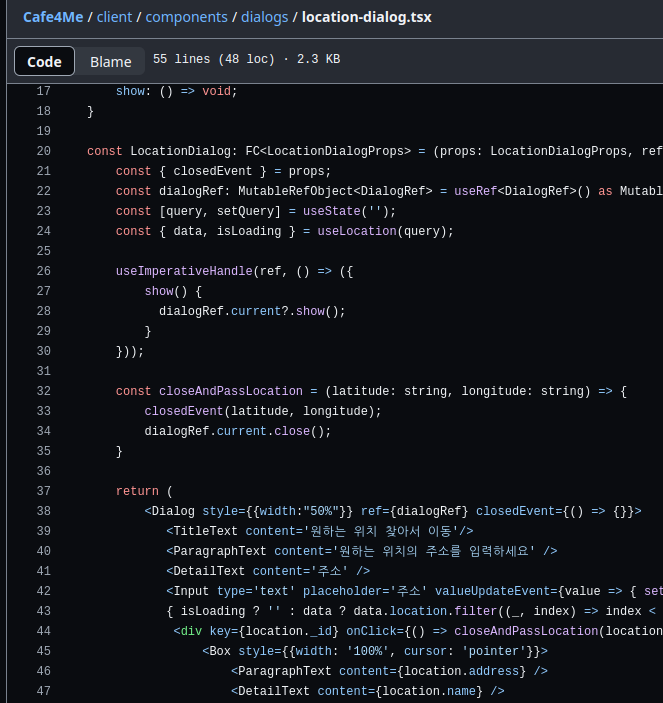 Cafe4Me / client / components / dialogs / location-dialog.tsx
Code Blame 55 lines (48 loc) · 2.3 KB
17 show: () => void;
18 }
19
20 const LocationDialog: FC<LocationDialogProps> = (props: LocationDialogProps, ref
21 const { closedEvent } = props;
22 const dialogRef: MutableRefObject<DialogRef> = useRef<DialogRef>() as Mutabl
23 const [query, setQuery] = useState('');
24 const { data, isLoading } = useLocation(query);
25
26 useImperativeHandle(ref, () => ({
27 show() {
28 dialogRef.current?.show();
29 }
30 }));
31
32 const closeAndPassLocation = (latitude: string, longitude: string) => {
33 closedEvent(latitude, longitude);
34 dialogRef.current.close();
35 }
36
37 return (
38 <Dialog style={{width:"50%"}} ref={dialogRef} closedEvent={() => {}}>
39 <TitleText content='원하는 위치 찾아서 이동'/>
40 <ParagraphText content='원하는 위치의 주소를 입력하세요' />
41 <DetailText content='주소' />
42 <Input type='text' placeholder='주소' valueUpdateEvent={value => { set
43 { isLoading ? '' : data ? data.location.filter((_, index) => index <
44 <div key={location._id} onClick={() => closeAndPassLocation(location
45 <Box style={{width: '100%', cursor: 'pointer'}}>
46 <ParagraphText content={location.address} />
47 <DetailText content={location.name} />